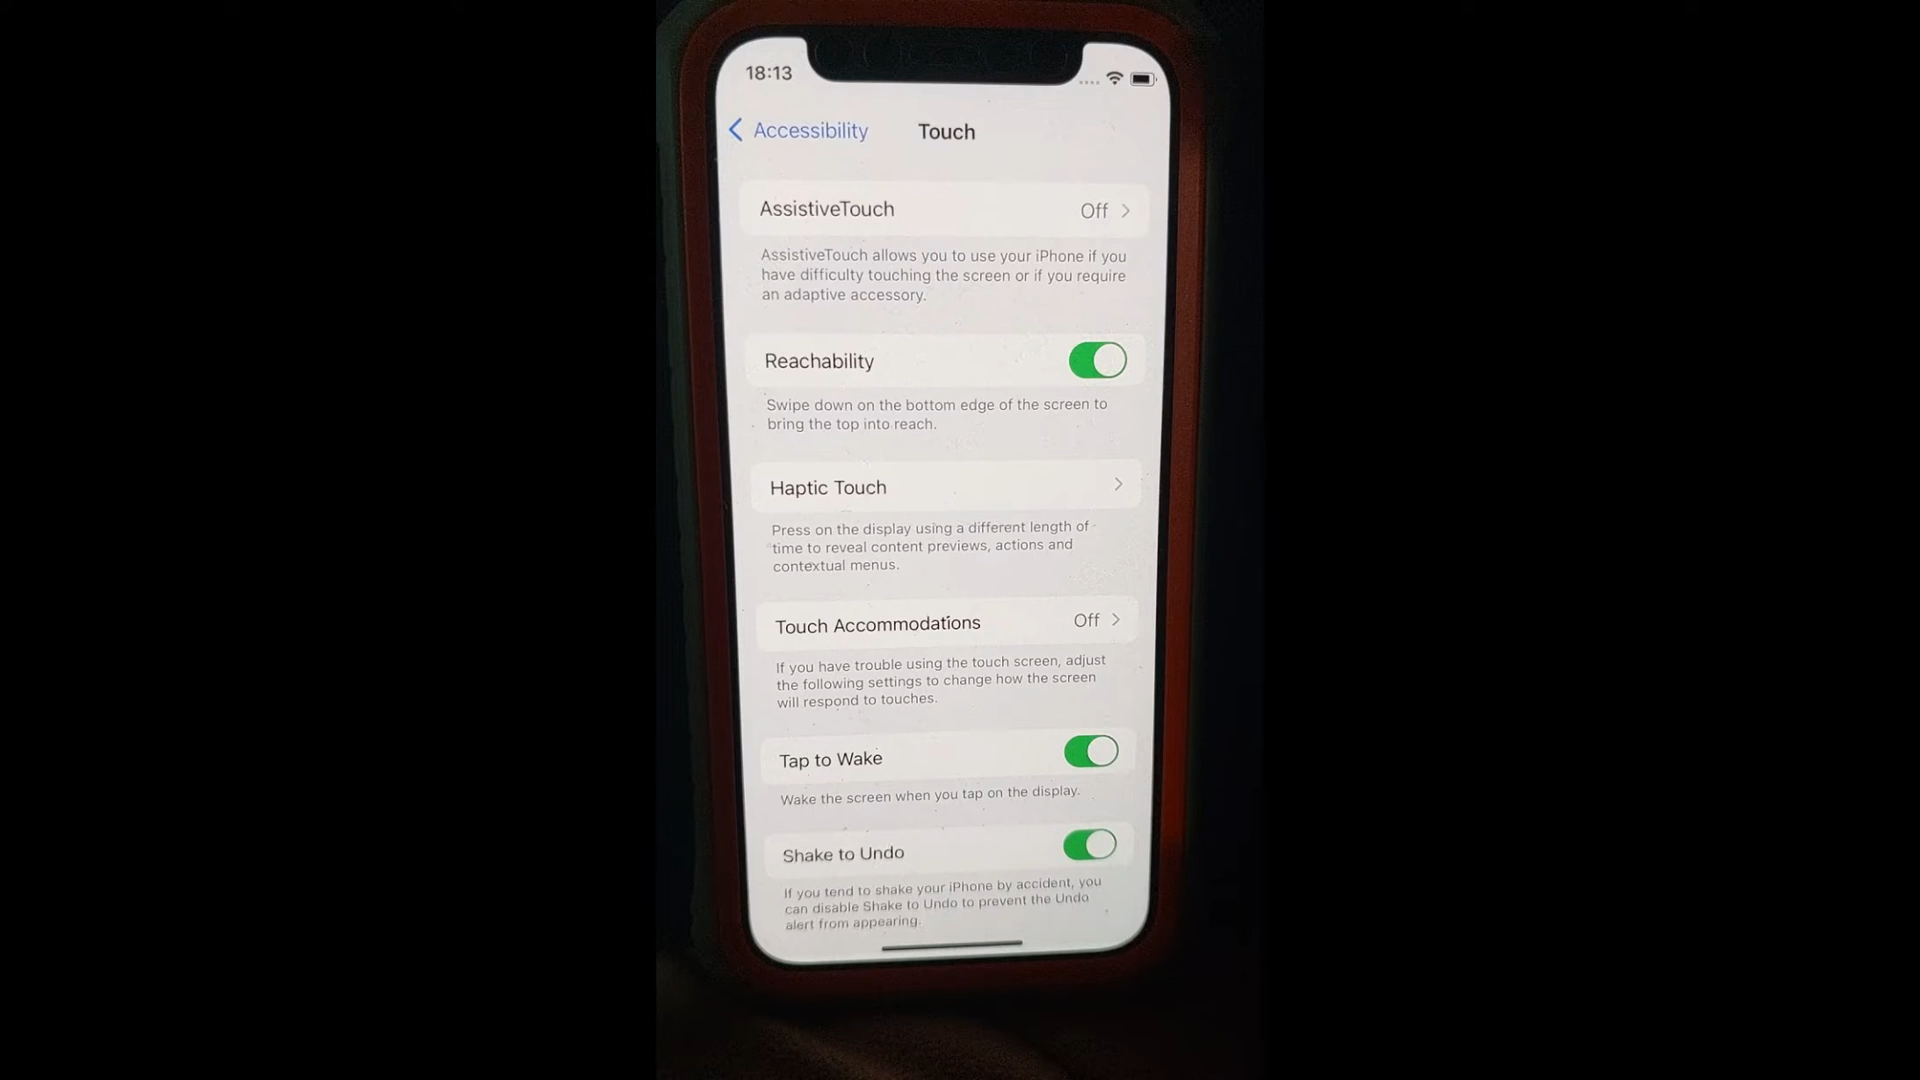 18:13
Accessibility
Touch
AssistiveTouch
Off
AssistiveTouch allows you to use your iPhone if you
have difficulty touching the screen or if you require
an adaptive accessory.
Reachability
Swipe down on the bottom edge of the screen to
bring the top into reach.
Haptic Touch
Press on the display using a different length of
time to reveal content previews, actions and
contextual menus.
Touch Accommodations
Off
If you have trouble using the touch screen, adjust
the following settings to change how the screen
will respond to touches.
Tap to Wake
Wake the screen when you tap on the display.
Shake to Undo
If you tend to shake your iPhone by accident, you
can disable Shake to Undo to prevent the Undo
alert from appearing.